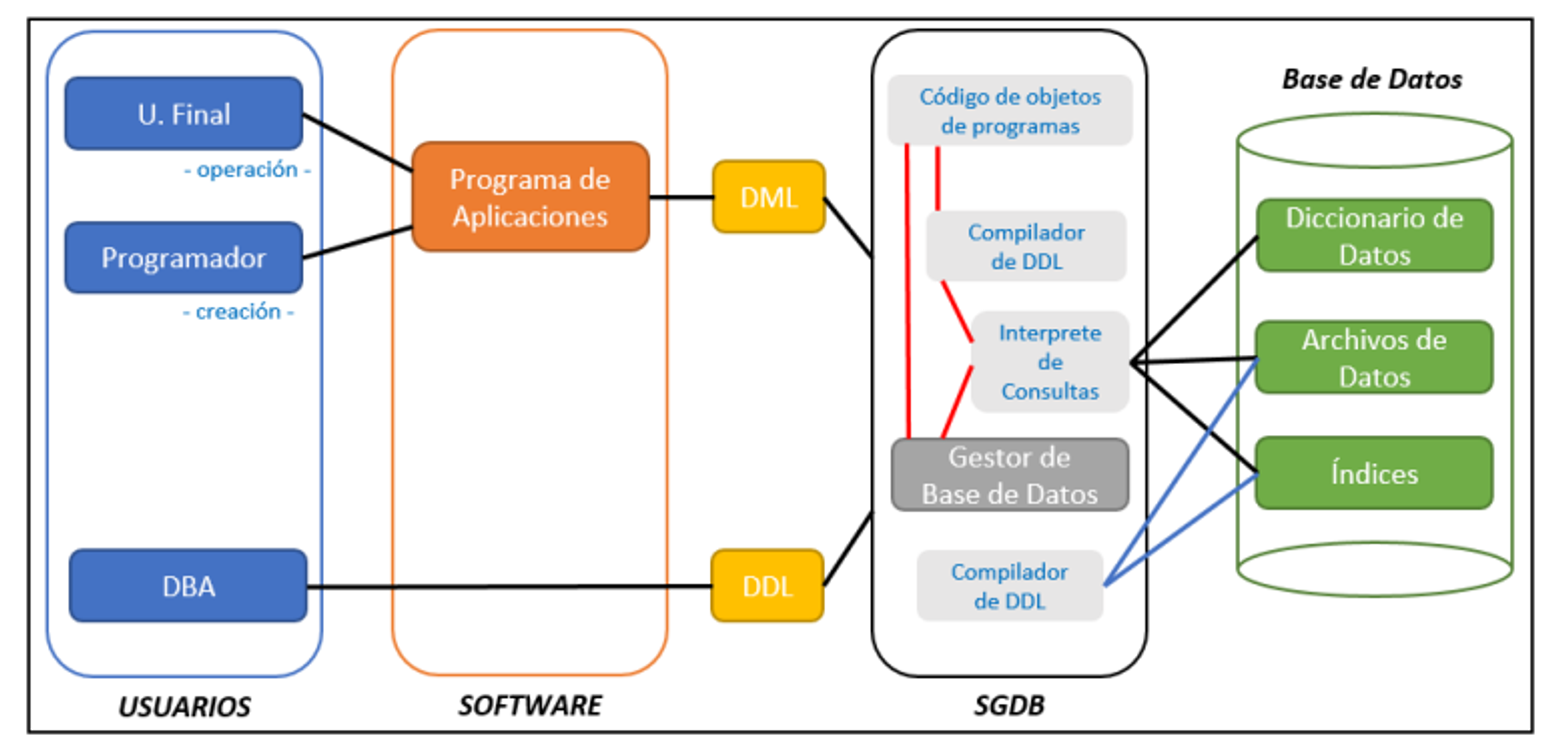 U. Final
- operación -
Programador
- creación -
DBA
USUARIOS
Programa de
Aplicaciones
SOFTWARE
DML
DDL
Código de objetos
de programas
Compilador
de DDL
Interprete
de
Consultas
Gestor de
Base de Datos
Compilador
de DDL
SGDB
Base de Datos
Diccionario de
Datos
Archivos de
Datos
Índices